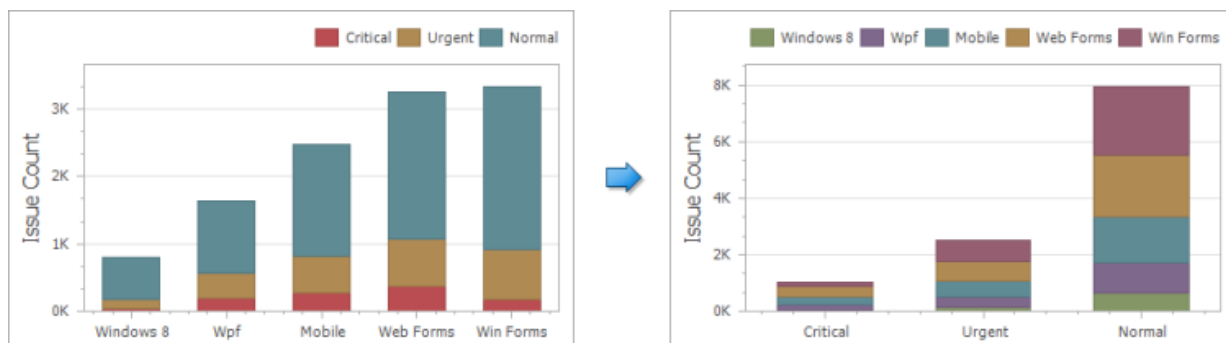 Critical Urgent Normal
Issue Count
3K
2K
1K
0K
Windows 8 Wpf Mobile Web Forms Win Forms
Windows 8 Wpf Mobile Web Forms Win Forms
Issue Count
8K
6K
4K
2K
0K
Critical Urgent Normal